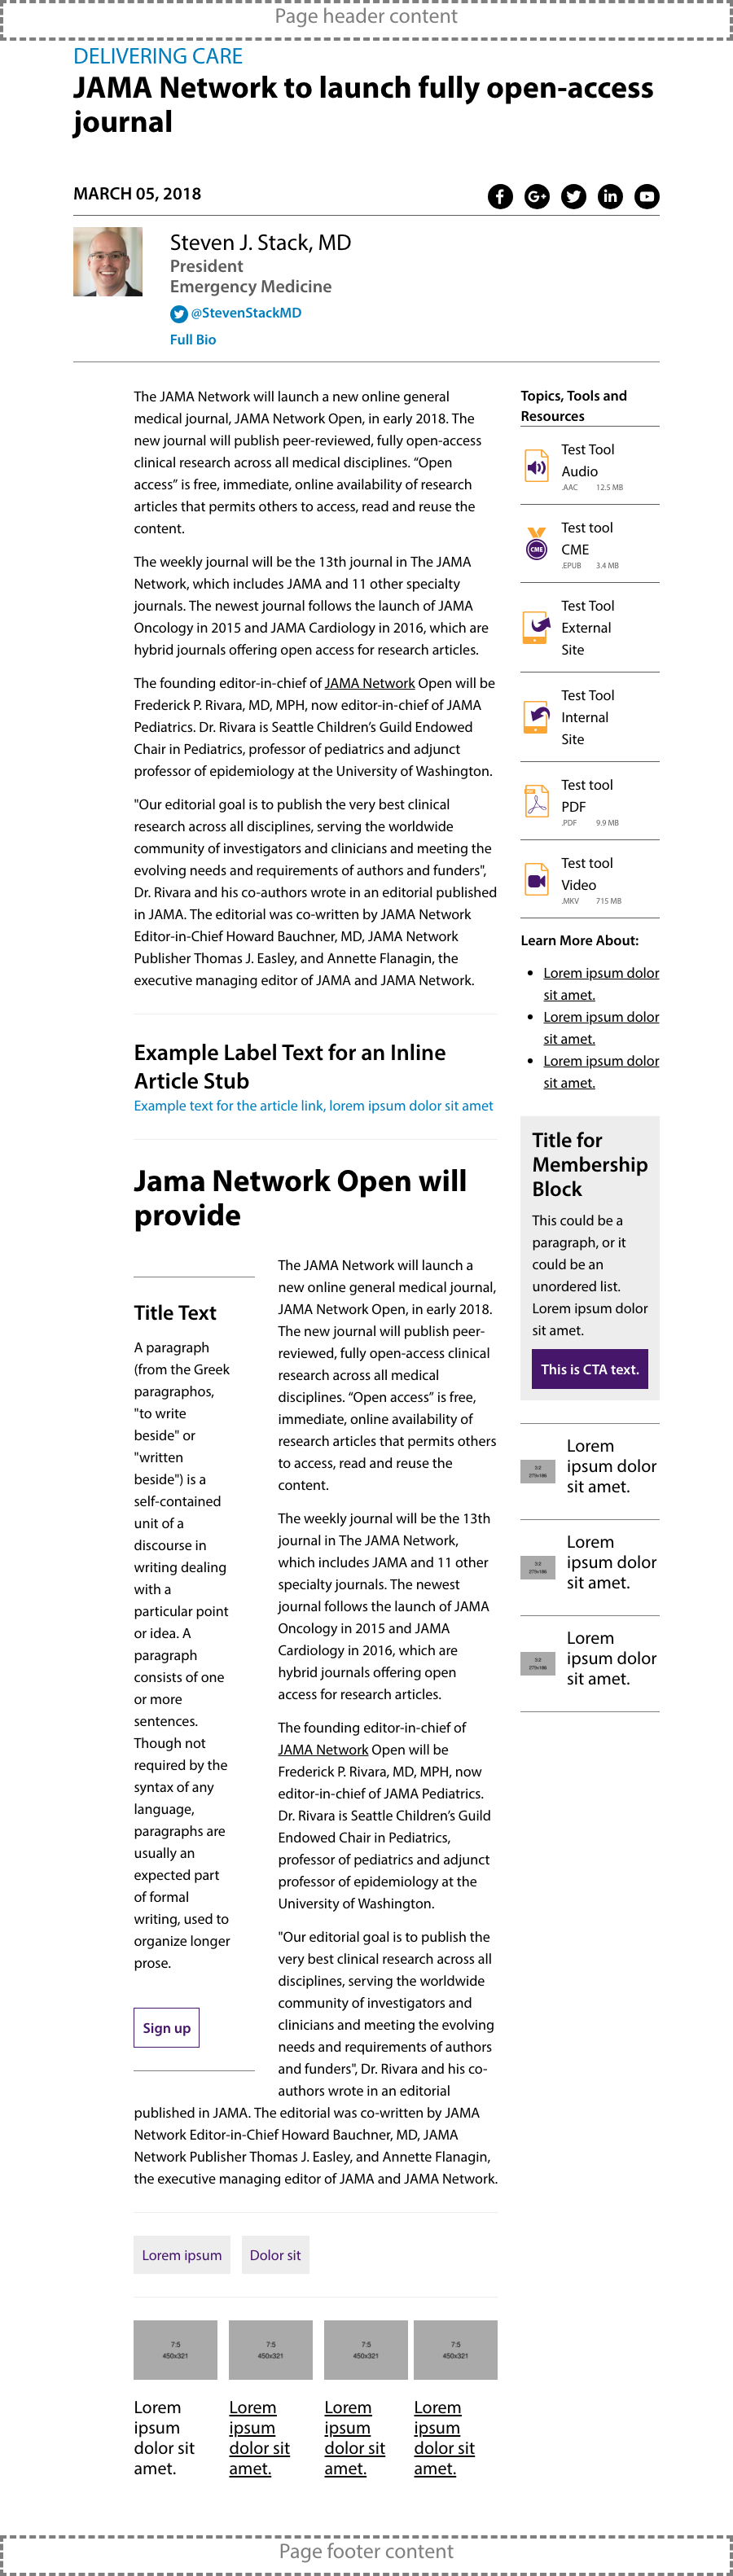 Page header content
DELIVERING CARE
JAMA Network to launch fully open-access
journal
MARCH 05, 2018
Steven J. Stack, MD
President
Emergency Medicine
@StevenStackMD
Full Bio
The JAMA Network will launch a new online general
medical journal, JAMA Network Open, in early 2018. The
new journal will publish peer-reviewed, fully open-access
clinical research across all medical disciplines. “Open
access” is free, immediate, online availability of research
articles that permits others to access, read and reuse the
content.
The weekly journal will be the 13th journal in The JAMA
Network, which includes JAMA and 11 other specialty
journals. The newest journal follows the launch of JAMA
Oncology in 2015 and JAMA Cardiology in 2016, which are
hybrid journals offering open access for research articles.
The founding editor-in-chief of JAMA Network Open will be
Frederick P. Rivara, MD, MPH, now editor-in-chief of JAMA
Pediatrics. Dr. Rivara is Seattle Children’s Guild Endowed
Chair in Pediatrics, professor of pediatrics and adjunct
professor of epidemiology at the University of Washington.
"Our editorial goal is to publish the very best clinical
research across all disciplines, serving the worldwide
community of investigators and clinicians and meeting the
evolving needs and requirements of authors and funders",
Dr. Rivara and his co-authors wrote in an editorial published
in JAMA. The editorial was co-written by JAMA Network
Editor-in-Chief Howard Bauchner, MD, JAMA Network
Publisher Thomas J. Easley, and Annette Flanagin, the
executive managing editor of JAMA and JAMA Network.
Example Label Text for an Inline
Article Stub
Example text for the article link, lorem ipsum dolor sit amet
Jama Network Open will
provide
Title Text
A paragraph
(from the Greek
paragraphos,
"to write
beside" or
"written
beside") is a
self-contained
unit of a
discourse in
writing dealing
with a
particular point
or idea. A
paragraph
consists of one
or more
sentences.
Though not
required by the
syntax of any
language,
paragraphs are
usually an
expected part
of formal
writing, used to
organize longer
prose.
Sign up
The JAMA Network will launch a
new online general medical journal,
JAMA Network Open, in early 2018.
The new journal will publish peer-
reviewed, fully open-access clinical
research across all medical
disciplines. “Open access” is free,
immediate, online availability of
research articles that permits others
to access, read and reuse the
content.
The weekly journal will be the 13th
journal in The JAMA Network,
which includes JAMA and 11 other
specialty journals. The newest
journal follows the launch of JAMA
Oncology in 2015 and JAMA
Cardiology in 2016, which are
hybrid journals offering open
access for research articles.
The founding editor-in-chief of
JAMA Network Open will be
Frederick P. Rivara, MD, MPH, now
editor-in-chief of JAMA Pediatrics.
Dr. Rivara is Seattle Children’s Guild
Endowed Chair in Pediatrics,
professor of pediatrics and adjunct
professor of epidemiology at the
University of Washington.
"Our editorial goal is to publish the
very best clinical research across all
disciplines, serving the worldwide
community of investigators and
clinicians and meeting the evolving
needs and requirements of authors
and funders", Dr. Rivara and his co-
authors wrote in an editorial
published in JAMA. The editorial was co-written by JAMA
Network Editor-in-Chief Howard Bauchner, MD, JAMA
Network Publisher Thomas J. Easley, and Annette Flanagin,
the executive managing editor of JAMA and JAMA Network.
Lorem ipsum
Dolor sit
7:5
450x321
Lorem
ipsum
dolor sit
amet.
7:5
450x321
Lorem
ipsum
dolor sit
amet.
7:5
450x321
Lorem
ipsum
dolor sit
amet.
7:5
450x321
Lorem
ipsum
dolor sit
amet.
Topics, Tools and
Resources
Test Tool
Audio
.AAC 12.5 MB
CME
Test tool
CME
.EPUB 3.4 MB
Test Tool
External
Site
Test Tool
Internal
Site
Test tool
PDF
.PDF 9.9 MB
Test tool
Video
.MKV 715 MB
Learn More About:
Lorem ipsum dolor
sit amet.
Lorem ipsum dolor
sit amet.
Lorem ipsum dolor
sit amet.
Title for
Membership
Block
This could be a
paragraph, or it
could be an
unordered list.
Lorem ipsum dolor
sit amet.
This is CTA text.
Lorem
ipsum dolor
sit amet.
Lorem
ipsum dolor
sit amet.
Lorem
ipsum dolor
sit amet.
Page footer content